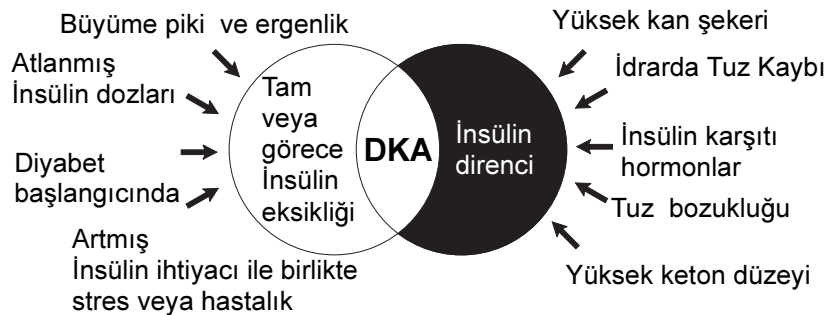 Büyüme piki ve ergenlik
Atlanmış
İnsülin dozları
Diyabet
başlangıcında
Artmış
İnsülin ihtiyacı ile birlikte
stres veya hastalık
Tam
veya
görece
İnsülin
eksikliği
DKA
İnsülin
direnci
Yüksek kan şekeri
İdrarda Tuz Kaybı
İnsülin karşıtı
hormonlar
Tuz bozukluğu
Yüksek keton düzeyi